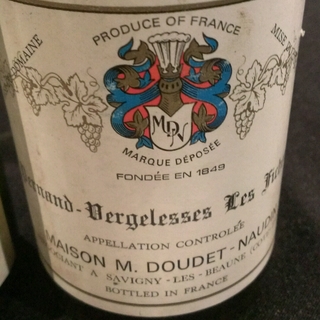 PRODUCE OF FRANCE
DOMAINE
MISE
MDN
MARQUE DÉPOSÉE
FONDÉE EN 1849
Vergelesses Les
APPELLATION CONTROLÉE
MAISON M. DOUDET-NAUDIN
A SAVIGNY-LES-BEAUNE
BOTTLED IN FRANCE